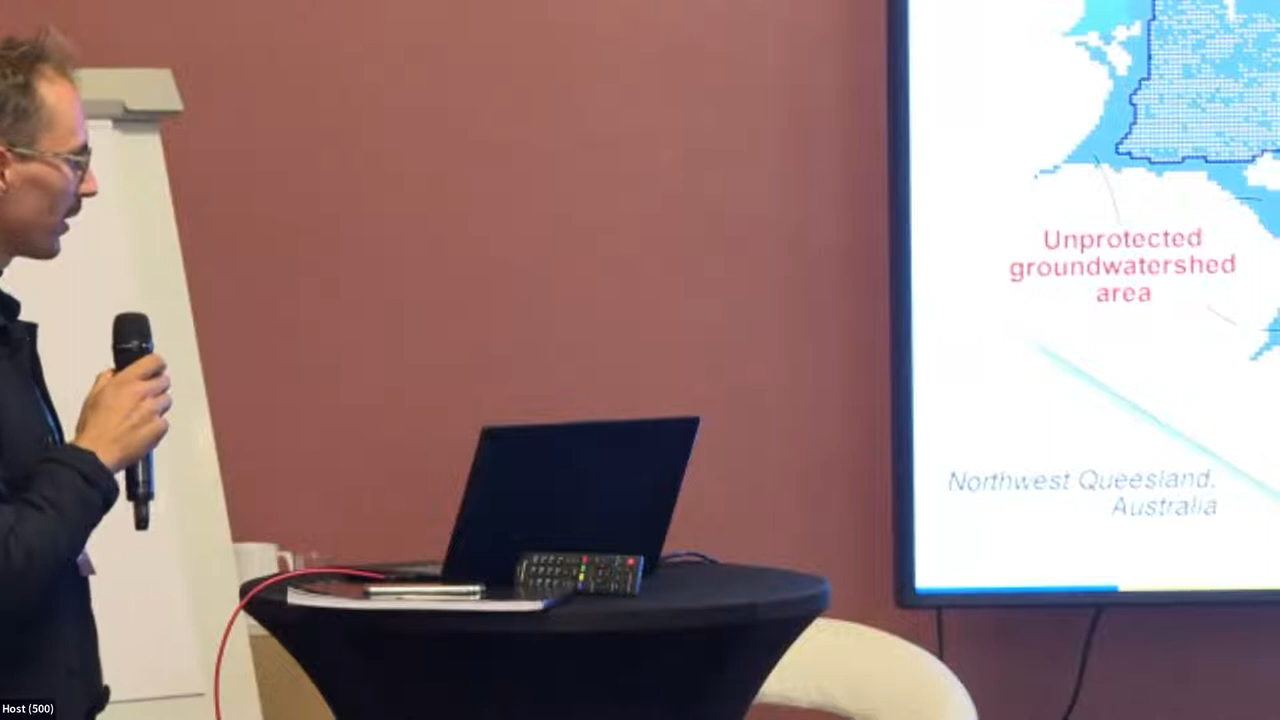 Unprotected
groundwatershed
area
Northwest Queesland,
Australia
Host (500)